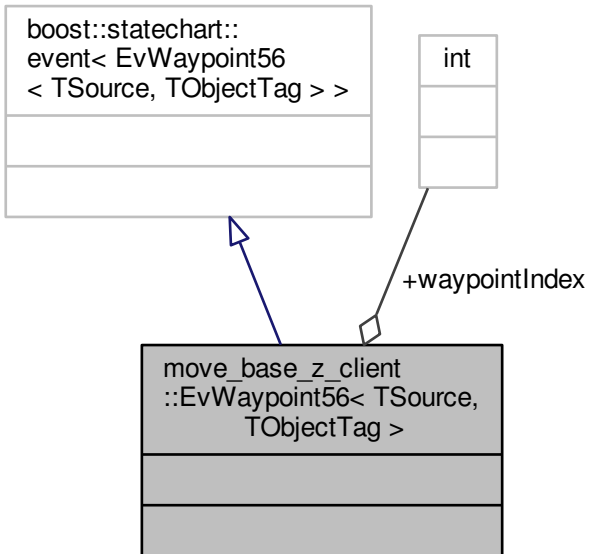 boost::statechart::
event< EvWaypoint56
< TSource, TObjectTag > >
int
+waypointIndex
move_base_z_client
::EvWaypoint56< TSource,
TObjectTag >